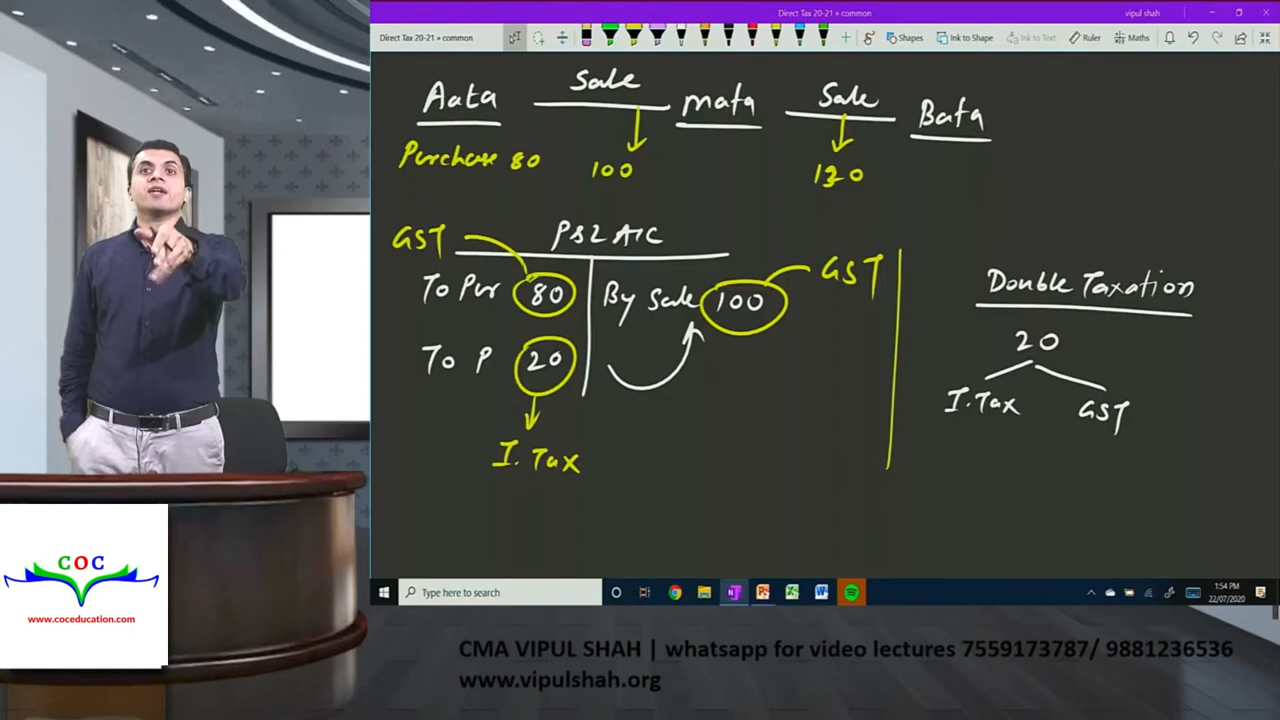 Direct Tax 20-21 » common
vipul shah
Direct Tax 20-21 » common
Shapes
Ink to Shape
Ink to Text
Ruler
Maths
Aata Sale mata Sale Bata
Purchase 80 100 120
GST P&L A/C GST
To Pur 80 By Sale 100
To P 20
I. Tax
Double Taxation
20
I.Tax GST
COC
www.coceducation.com
Type here to search
1:54 PM
22/07/2020
CMA VIPUL SHAH | whatsapp for video lectures 7559173787/ 9881236536
www.vipulshah.org